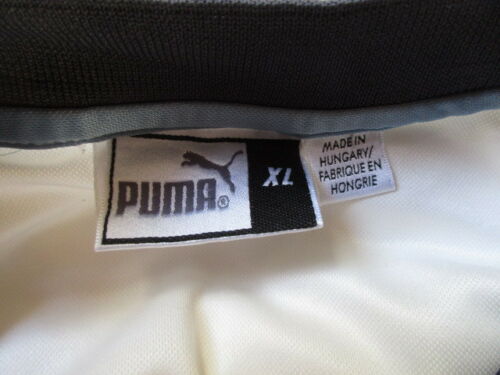 PUMA®
XL
MADE IN
HUNGARY/
FABRIQUE EN
HONGRIE